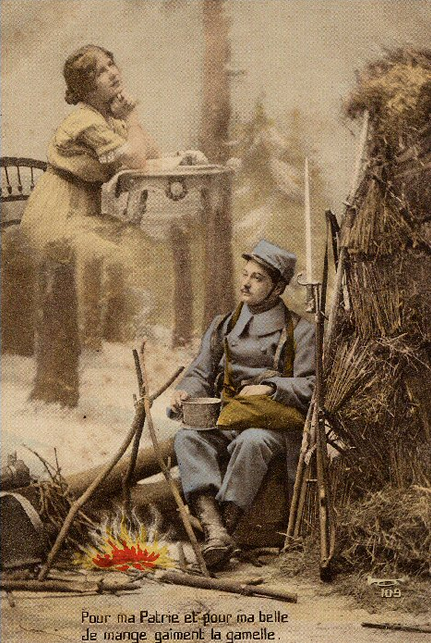 109
Pour ma Patrie et pour ma belle
Je mange gaîment la gamelle.